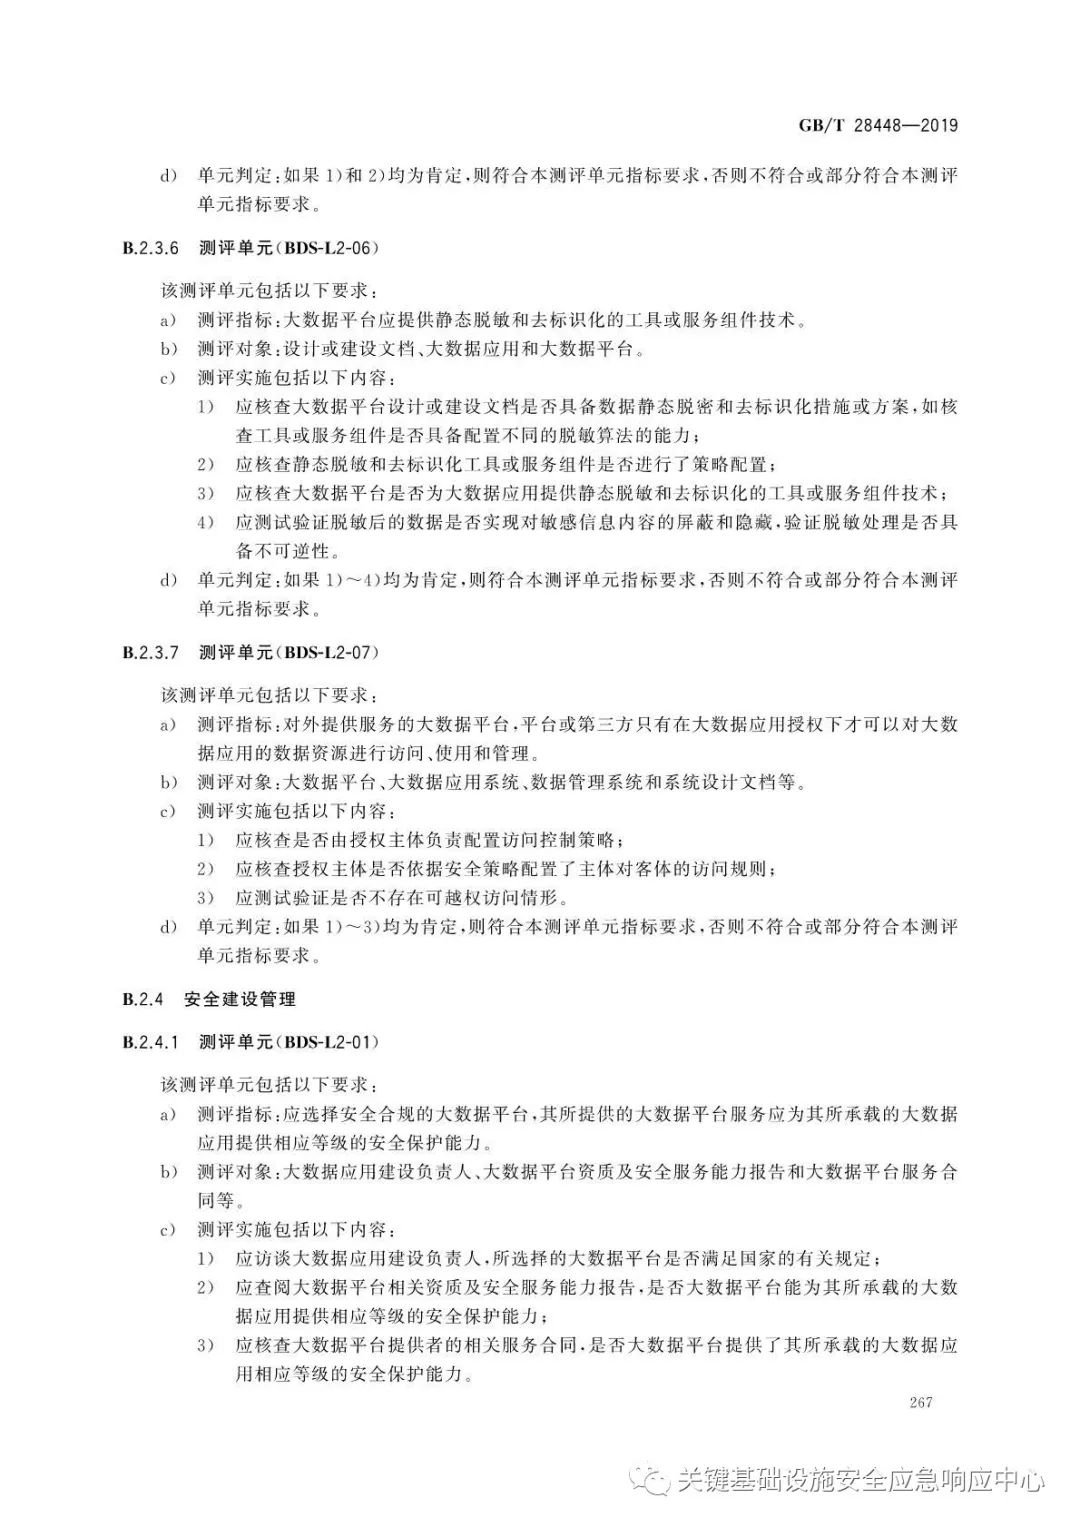 GB/T 28448—2019
d) 单元判定:如果 1)和 2)均为肯定,则符合本测评单元指标要求,否则不符合或部分符合本测评
单元指标要求。
B.2.3.6 测评单元(BDS-L2-06)
该测评单元包括以下要求:
a) 测评指标:大数据平台应提供静态脱敏和去标识化的工具或服务组件技术。
b) 测评对象:设计或建设文档、大数据应用和大数据平台。
c) 测评实施包括以下内容:
1) 应核查大数据平台设计或建设文档是否具备数据静态脱密和去标识化措施或方案,如核
查工具或服务组件是否具备配置不同的脱敏算法的能力;
2) 应核查静态脱敏和去标识化工具或服务组件是否进行了策略配置;
3) 应核查大数据平台是否为大数据应用提供静态脱敏和去标识化的工具或服务组件技术;
4) 应测试验证脱敏后的数据是否实现对敏感信息内容的屏蔽和隐藏,验证脱敏处理是否具
备不可逆性。
d) 单元判定:如果 1)～4)均为肯定,则符合本测评单元指标要求,否则不符合或部分符合本测评
单元指标要求。
B.2.3.7 测评单元(BDS-L2-07)
该测评单元包括以下要求:
a) 测评指标:对外提供服务的大数据平台,平台或第三方只有在大数据应用授权下才可以对大数
据应用的数据资源进行访问、使用和管理。
b) 测评对象:大数据平台、大数据应用系统、数据管理系统和系统设计文档等。
c) 测评实施包括以下内容:
1) 应核查是否由授权主体负责配置访问控制策略;
2) 应核查授权主体是否依据安全策略配置了主体对客体的访问规则;
3) 应测试验证是否不存在可越权访问情形。
d) 单元判定:如果 1)～3)均为肯定,则符合本测评单元指标要求,否则不符合或部分符合本测评
单元指标要求。
B.2.4 安全建设管理
B.2.4.1 测评单元(BDS-L2-01)
该测评单元包括以下要求:
a) 测评指标:应选择安全合规的大数据平台,其所提供的大数据平台服务应为其所承载的大数据
应用提供相应等级的安全保护能力。
b) 测评对象:大数据应用建设负责人、大数据平台资质及安全服务能力报告和大数据平台服务合
同等。
c) 测评实施包括以下内容:
1) 应访谈大数据应用建设负责人,所选择的大数据平台是否满足国家的有关规定;
2) 应查阅大数据平台相关资质及安全服务能力报告,是否大数据平台能为其所承载的大数
据应用提供相应等级的安全保护能力;
3) 应核查大数据平台提供者的相关服务合同,是否大数据平台提供了其所承载的大数据应
用相应等级的安全保护能力。
267
关键基础设施安全应急响应中心